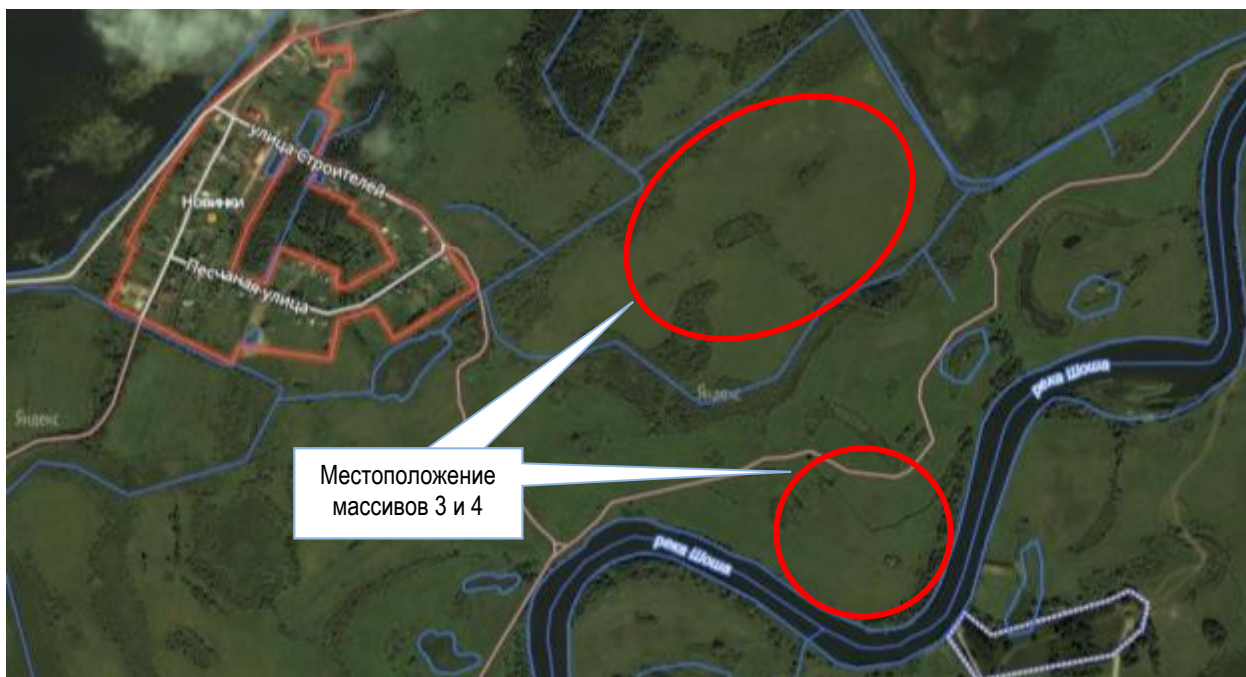 улица Строителей
Новинки
Песчаная улица
Яндекс
Яндекс
река Шоша
Местоположение
массивов 3 и 4
река Шоша